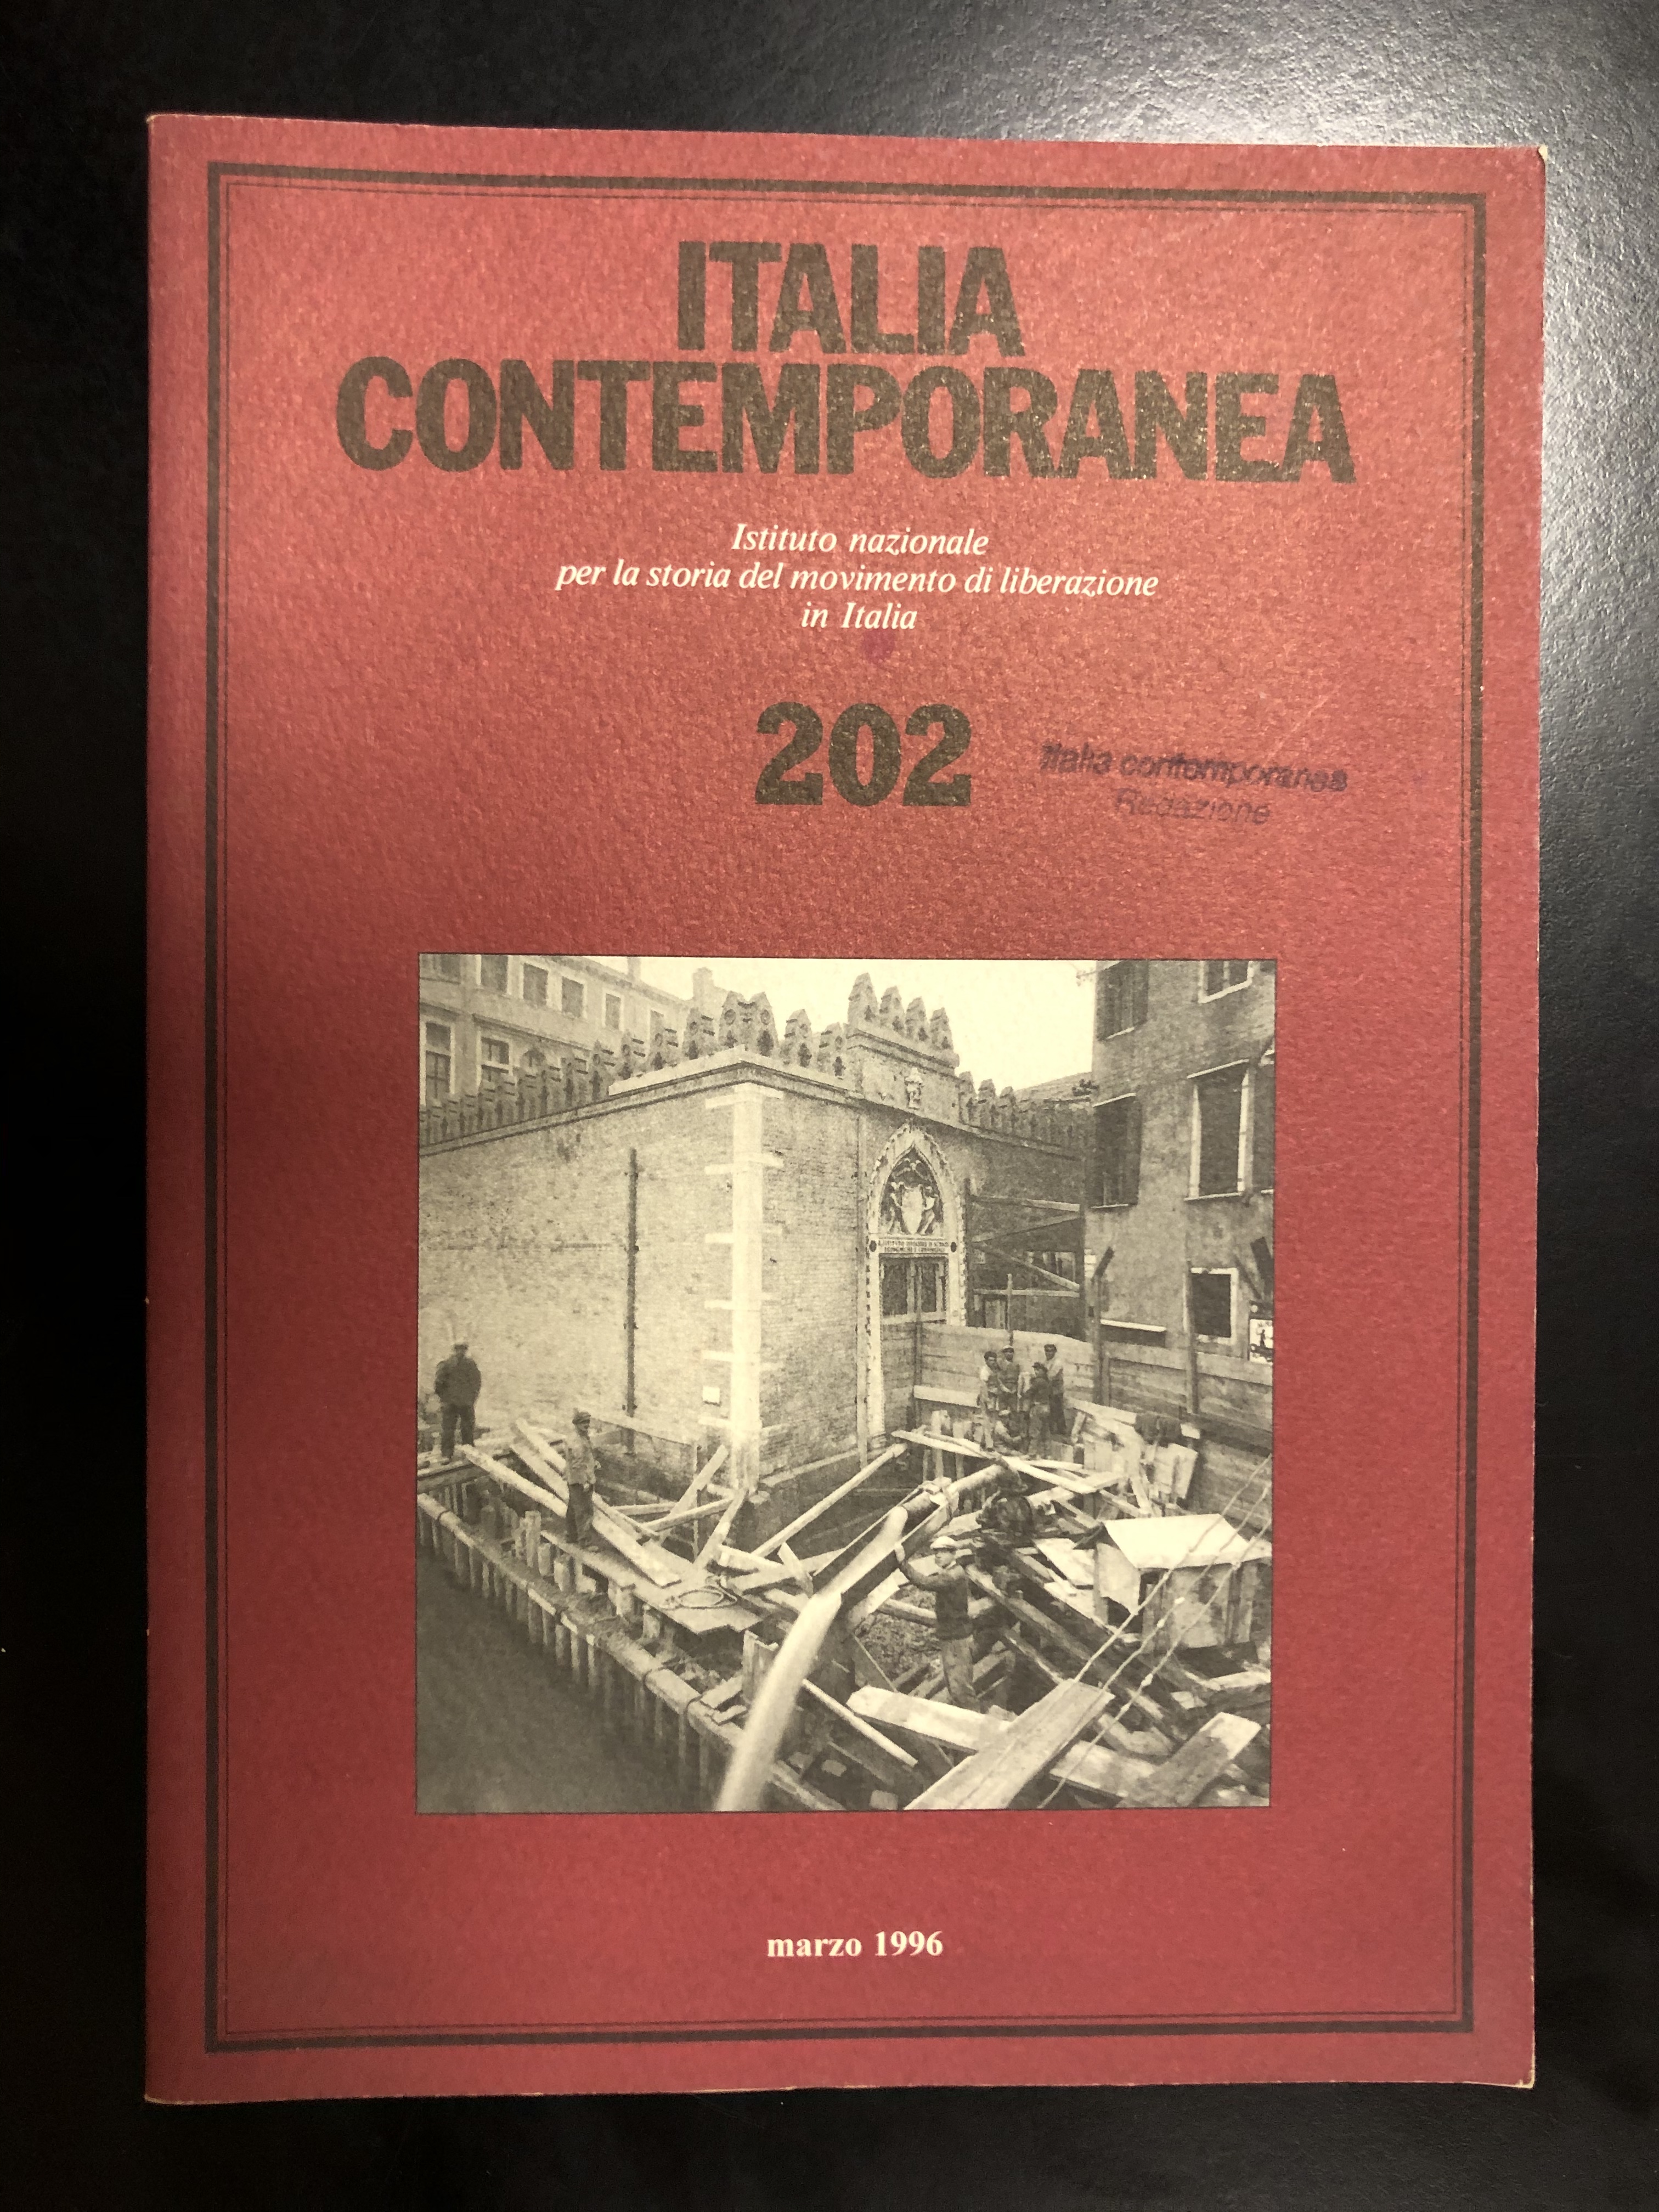 ITALIA
CONTEMPORANEA
Istituto nazionale
per la storia del movimento di liberazione
in Italia
202
Italia contemporanea
Redazione
marzo 1996